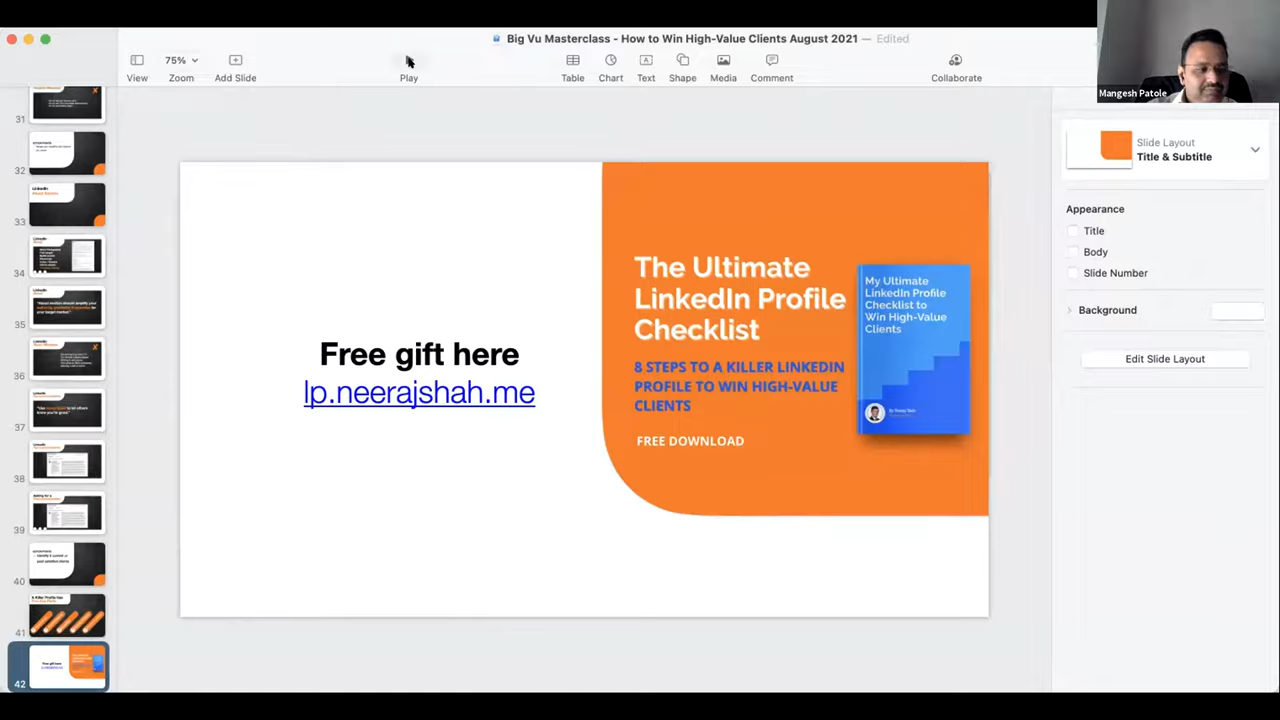 Big Vu Masterclass - How to Win High-Value Clients August 2021 — Edited
View
75%
Zoom
Add Slide
Play
Table
Chart
Text
Shape
Media
Comment
Collaborate
Mangesh Patole
31
32
33
34
35
36
37
38
39
40
41
42
Free gift here
lp.neerajshah.me
The Ultimate
LinkedIn Profile
Checklist
8 STEPS TO A KILLER LINKEDIN
PROFILE TO WIN HIGH-VALUE
CLIENTS
FREE DOWNLOAD
My Ultimate
LinkedIn Profile
Checklist to
Win High-Value
Clients
Slide Layout
Title & Subtitle
Appearance
Title
Body
Slide Number
Background
Edit Slide Layout